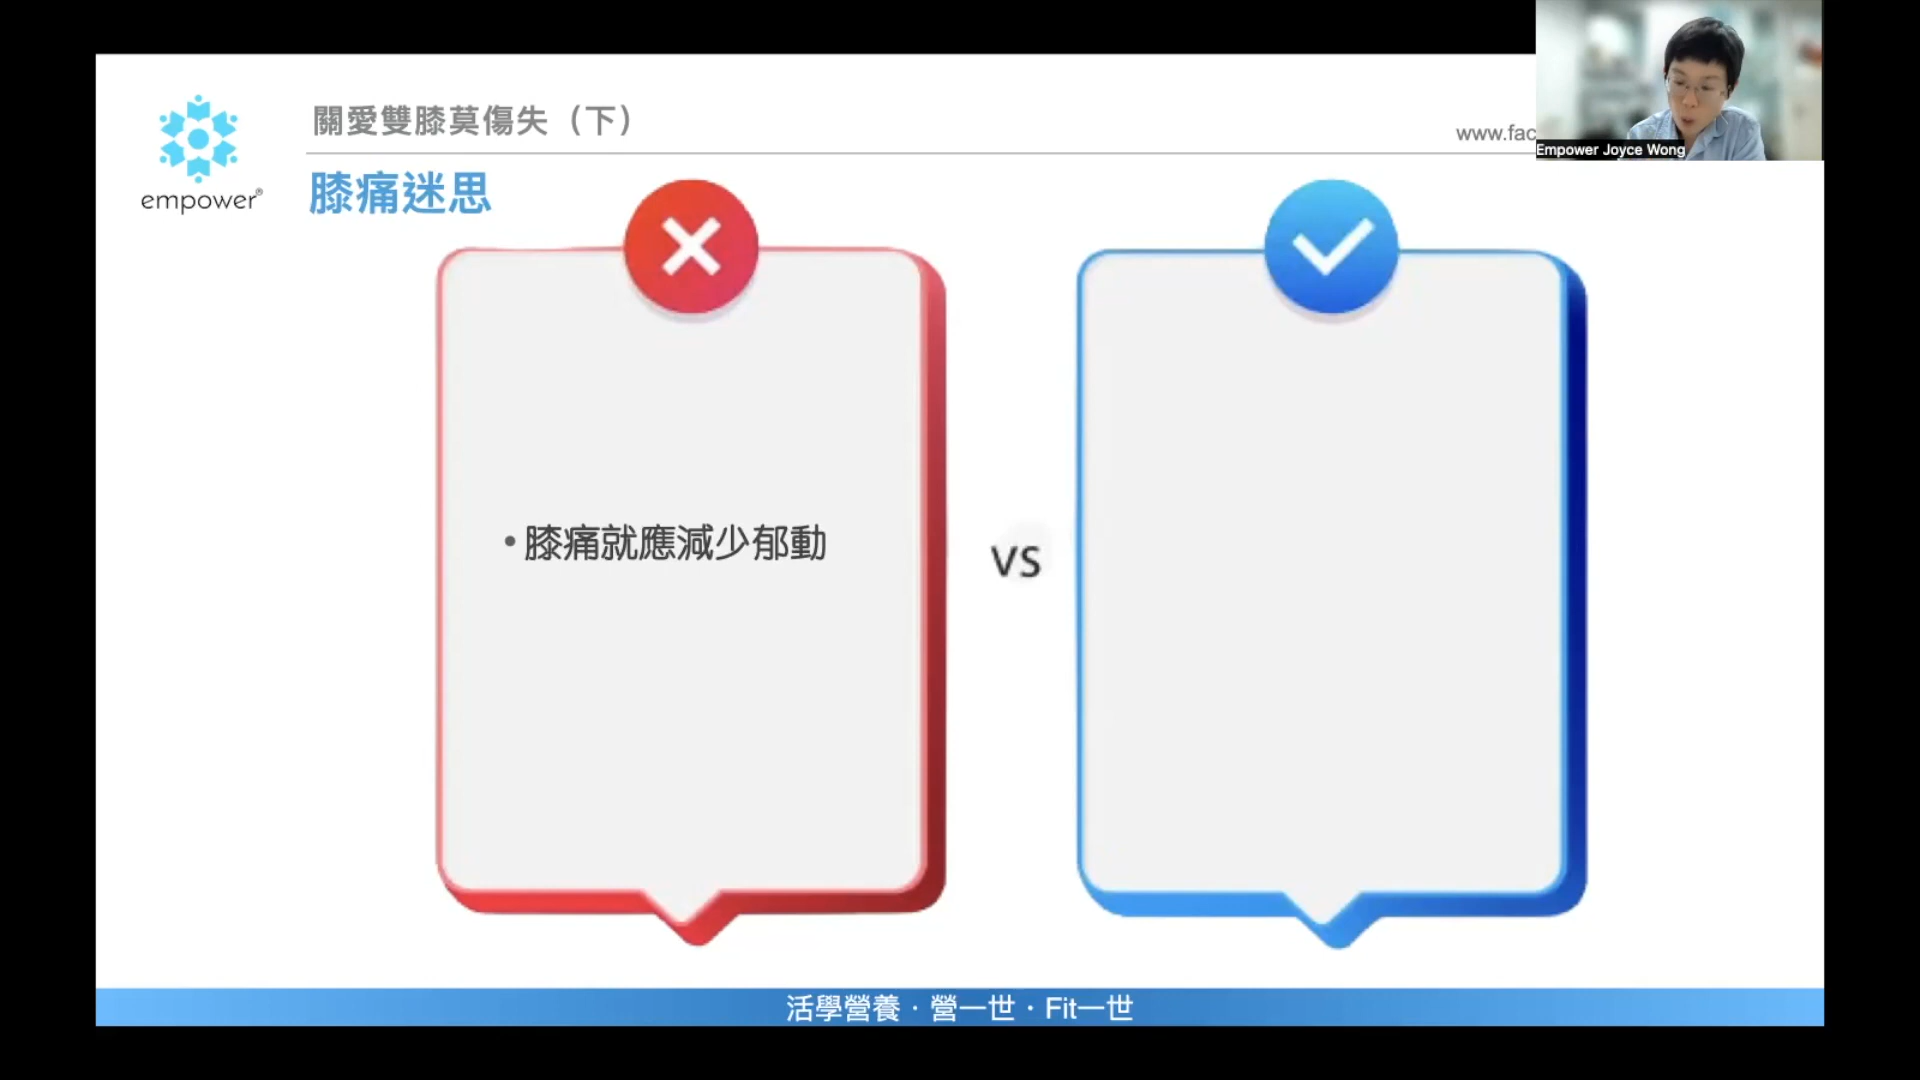 關愛雙膝莫傷失（下）
www.fac
Empower Joyce Wong
empower®
膝痛迷思
• 膝痛就應減少郁動
VS
活學營養 · 營一世 · Fit一世